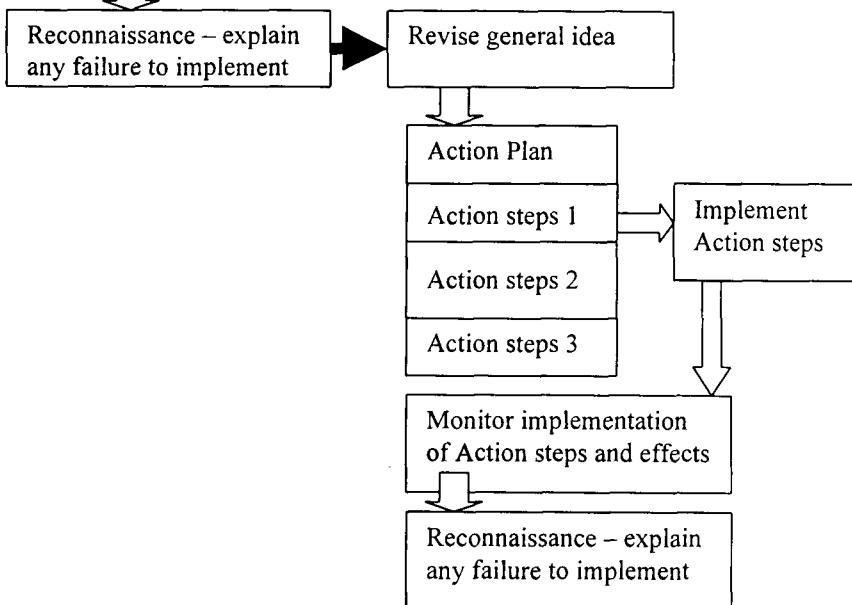 Reconnaissance – explain
any failure to implement
Revise general idea
Action Plan
Action steps 1
Implement
Action steps
Action steps 2
Action steps 3
Monitor implementation
of Action steps and effects
Reconnaissance – explain
any failure to implement